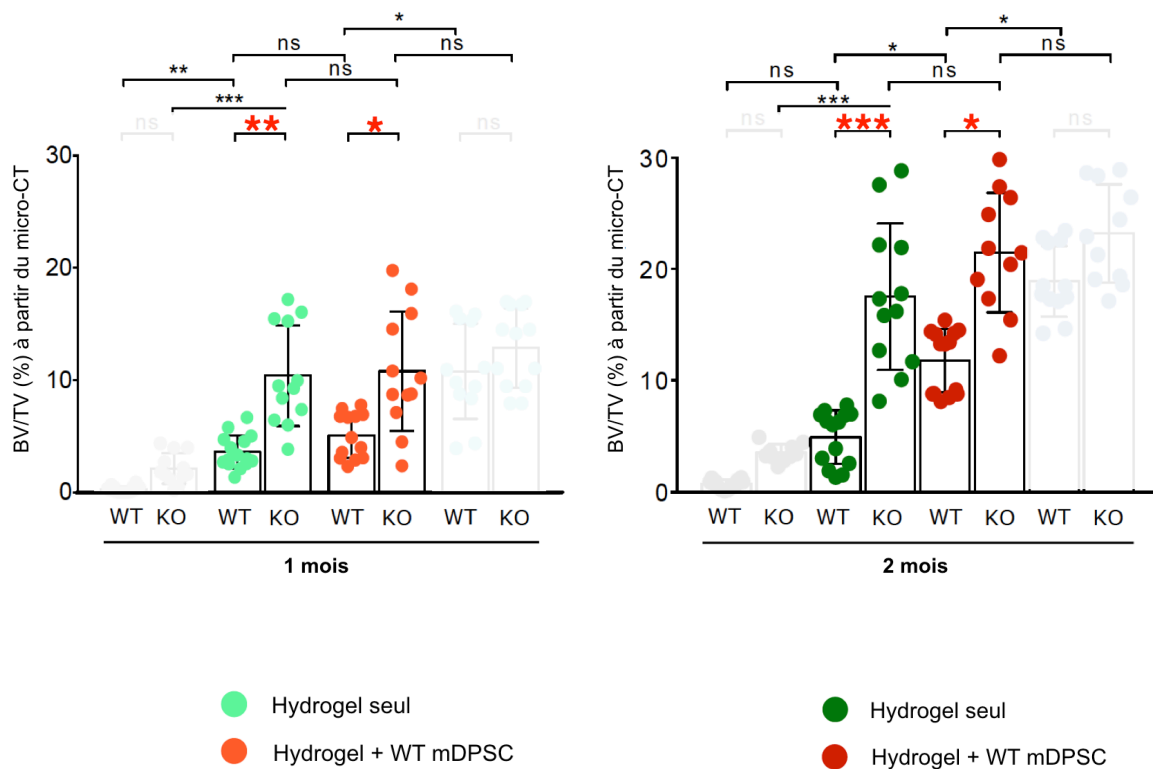 *
ns
ns
**
ns
***
ns
**
*
ns
BV/TV (%) à partir du micro-CT
30
20
10
0
WT KO WT KO WT KO WT KO
1 mois
Hydrogel seul
Hydrogel + WT mDPSC
*
*
ns
ns
ns
***
ns
***
*
ns
BV/TV (%) à partir du micro-CT
30
20
10
0
WT KO WT KO WT KO WT KO
2 mois
Hydrogel seul
Hydrogel + WT mDPSC